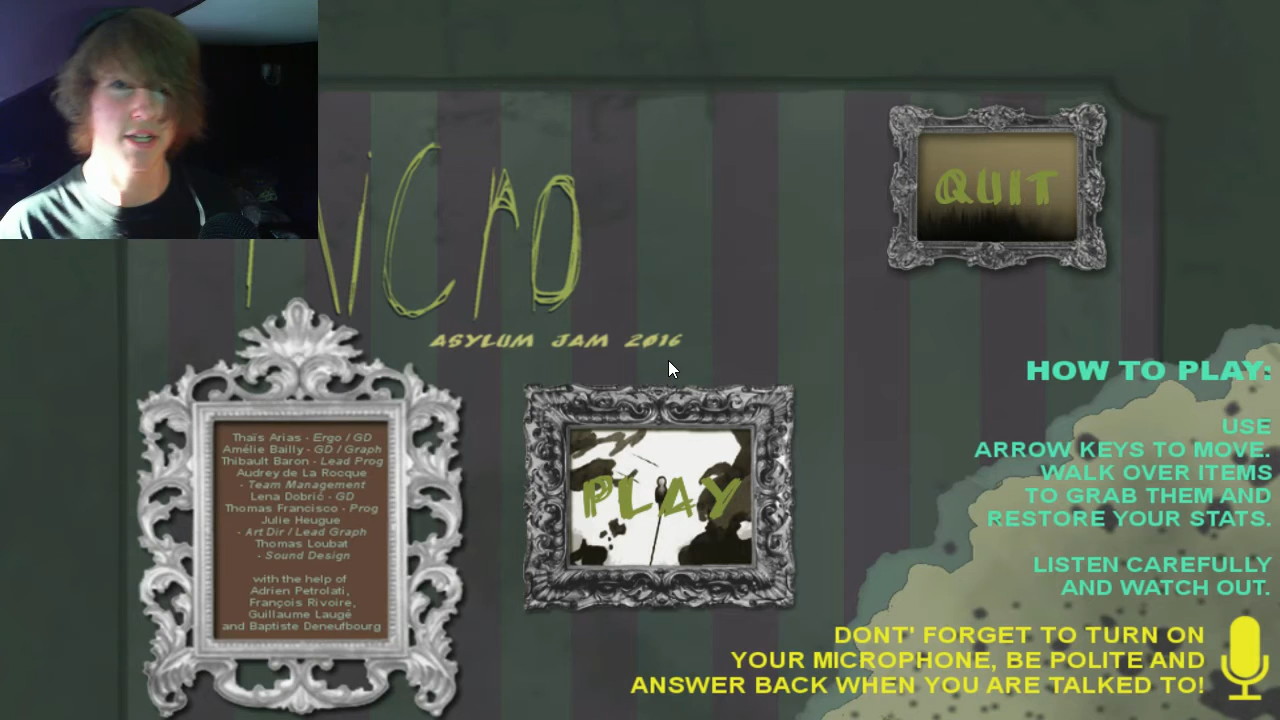 QUIT
ASYLUM JAM 2016
Thaïs Arias - Ergo / GD
Amélie Bailly - GD / Graph
Thibault Baron - Lead Prog
Audrey de La Rocque
- Team Management
Lena Dobrić - GD
Thomas Francisco - Prog
Julie Heugue
- Art Dir / Lead Graph
Thomas Loubat
- Sound Design
with the help of
Adrien Petrolati,
François Rivoire,
Guillaume Laugé
and Baptiste Deneufbourg
PLAY
HOW TO PLAY:
USE
ARROW KEYS TO MOVE.
WALK OVER ITEMS
TO GRAB THEM AND
RESTORE YOUR STATS.
LISTEN CAREFULLY
AND WATCH OUT.
DONT' FORGET TO TURN ON
YOUR MICROPHONE, BE POLITE AND
ANSWER BACK WHEN YOU ARE TALKED TO!